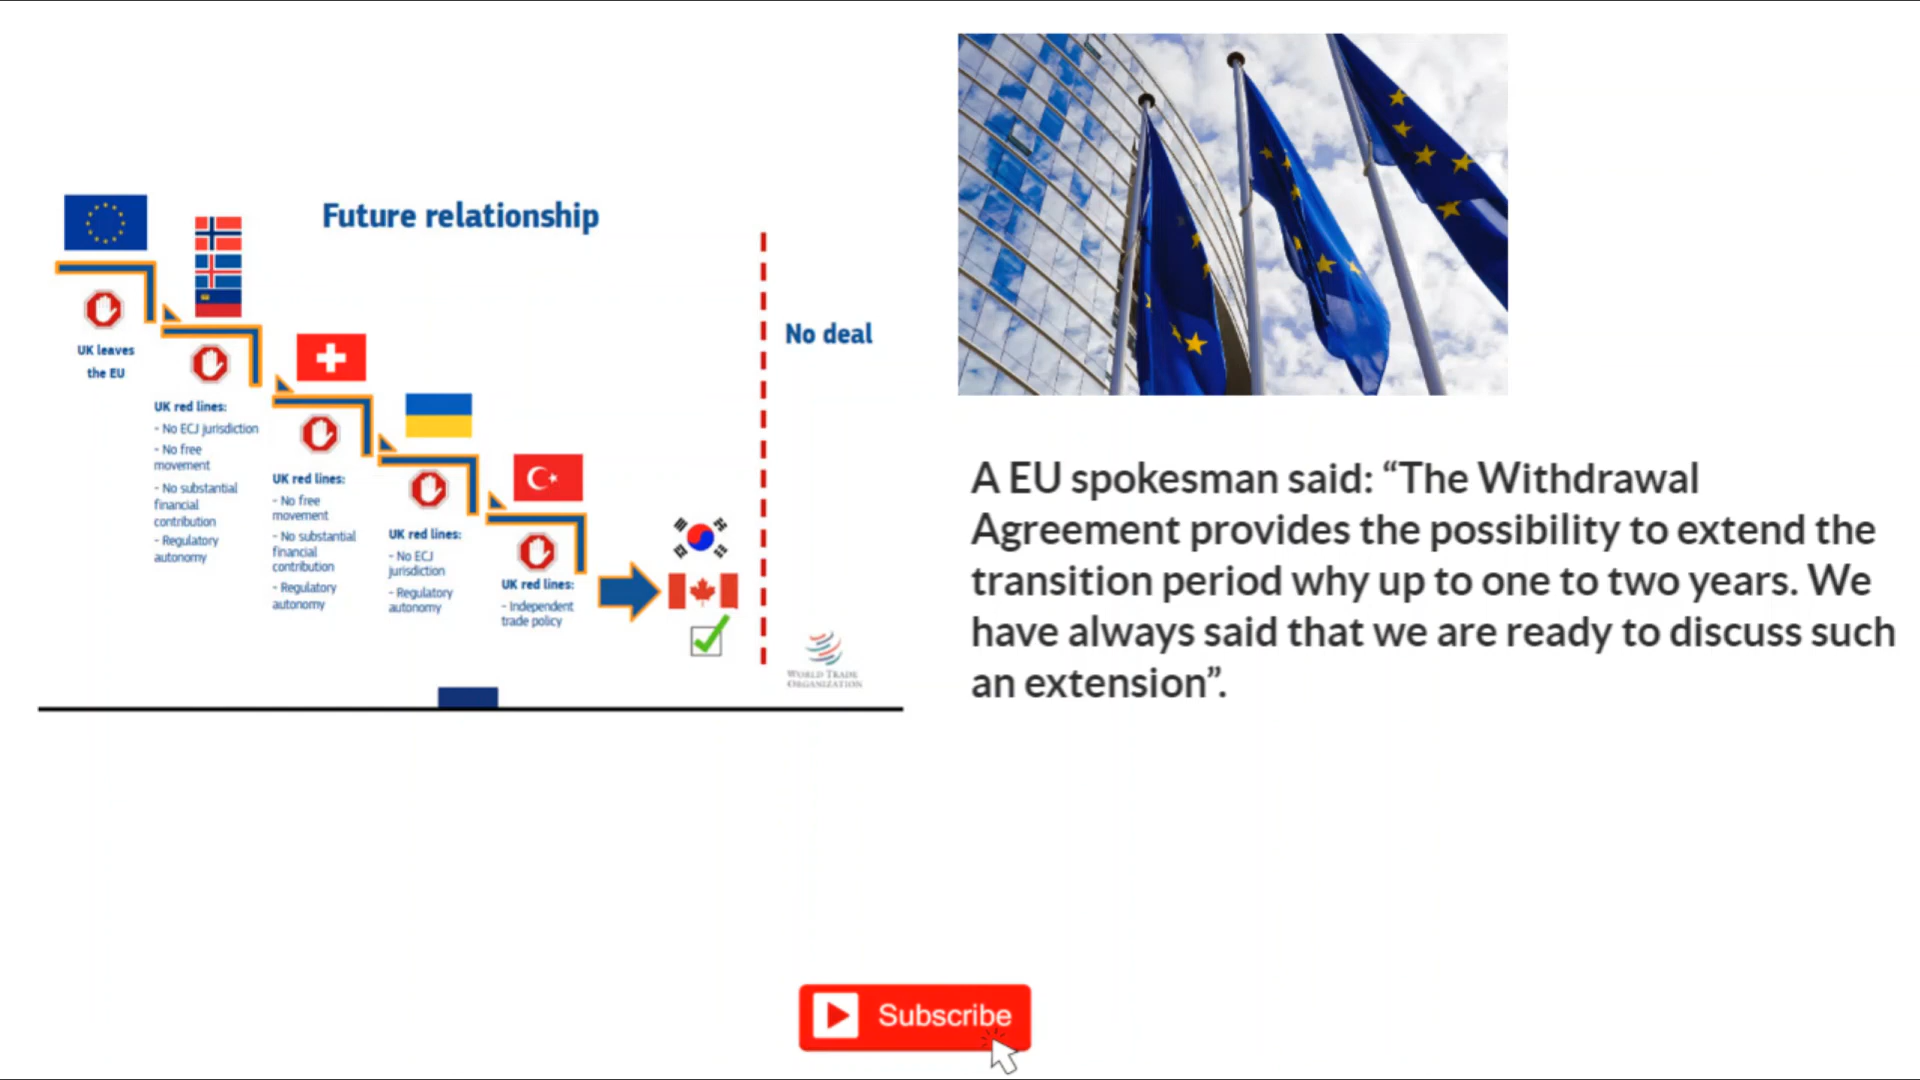 Future relationship
No deal
UK leaves
the EU
UK red lines:
- No ECJ jurisdiction
- No free
movement
- No substantial
financial
contribution
- Regulatory
autonomy
UK red lines:
- No free
movement
- No substantial
financial
contribution
- Regulatory
autonomy
UK red lines:
- No ECJ
jurisdiction
- Regulatory
autonomy
UK red lines:
- Independent
trade policy
WORLD TRADE
ORGANIZATION
A EU spokesman said: “The Withdrawal
Agreement provides the possibility to extend the
transition period why up to one to two years. We
have always said that we are ready to discuss such
an extension”.
Subscribe